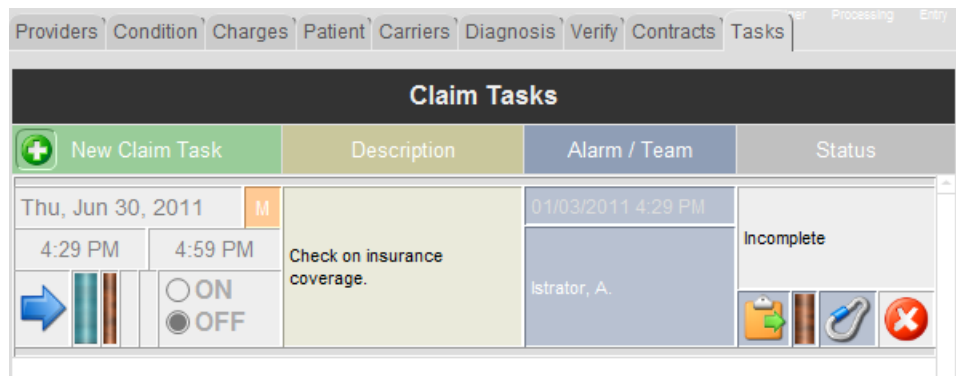 Processing Entry
Providers Condition Charges Patient Carriers Diagnosis Verify Contracts Tasks
Claim Tasks
New Claim Task Description Alarm / Team Status
Thu, Jun 30, 2011 M
01/03/2011 4:29 PM
4:29 PM 4:59 PM
Check on insurance
coverage.
Incomplete
Istrator, A.
ON
OFF